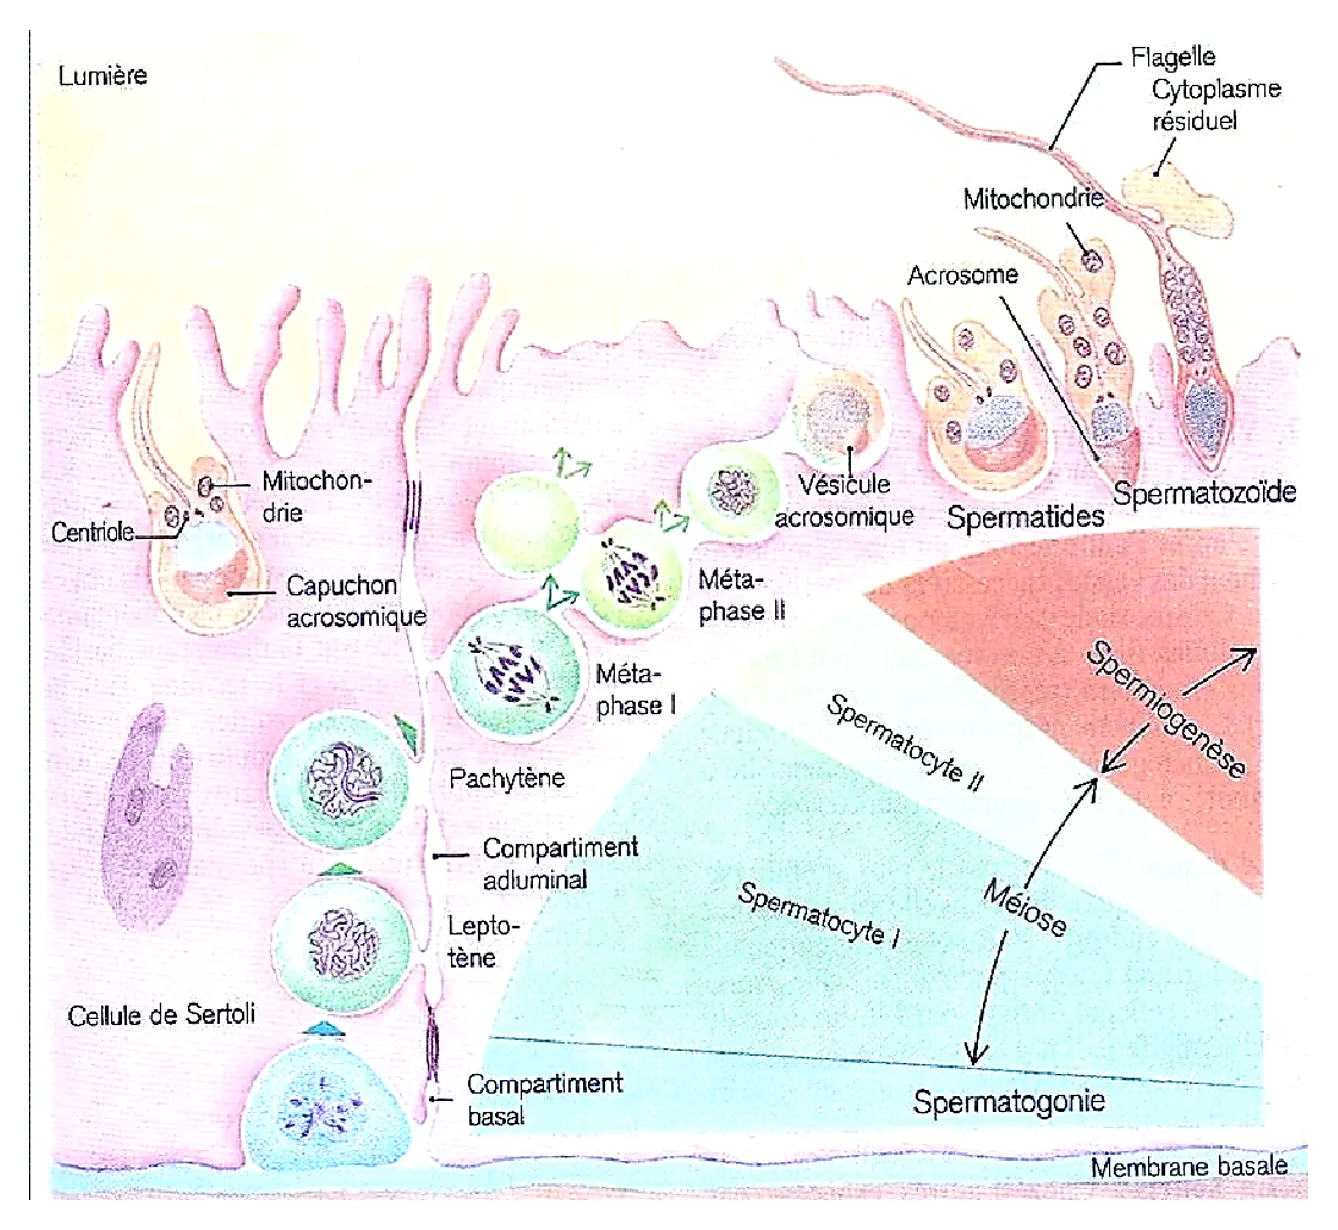 Lumière
Flagelle
Cytoplasme
résiduel
Mitochondrie
Acrosome
Mitochon-
drie
Centriole
Capuchon
acrosomique
Vésicule
acrosomique
Spermatides
Spermatozoïde
Méta-
phase II
Méta-
phase I
Spermiogenèse
Spermatocyte II
Pachytène
Compartiment
adluminal
Méiose
Spermatocyte I
Lepto-
tène
Cellule de Sertoli
Compartiment
basal
Spermatogonie
Membrane basale